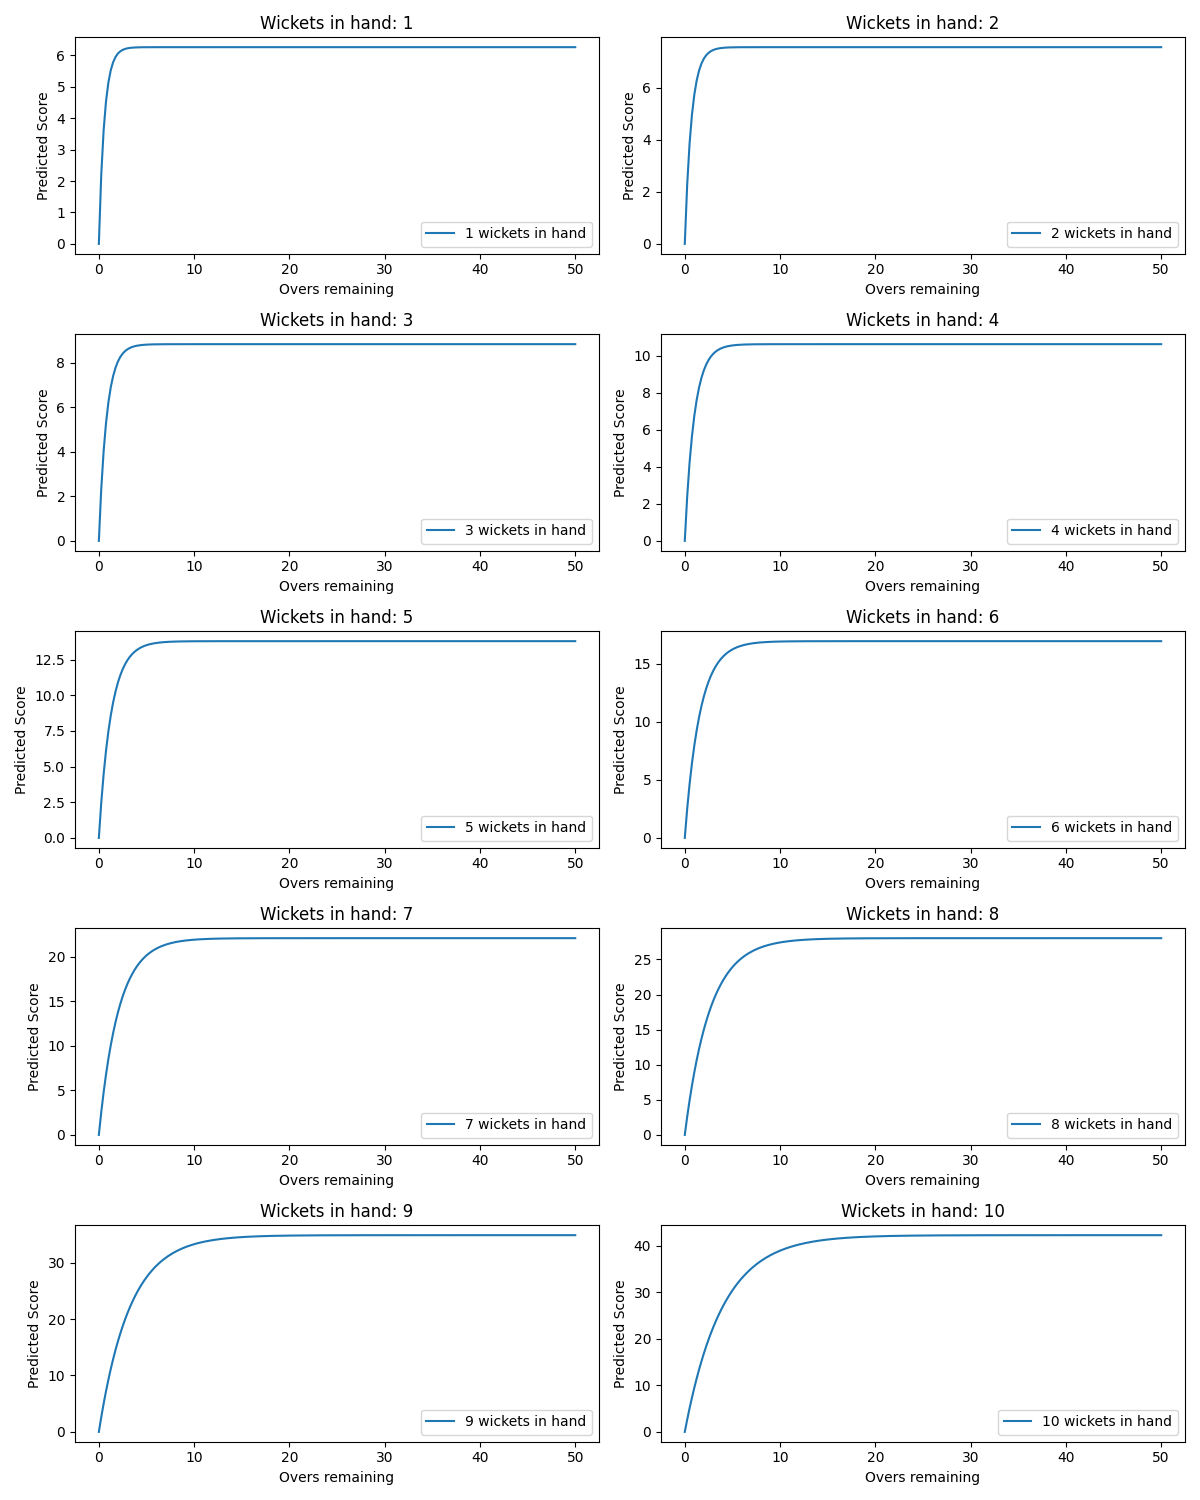 Wickets in hand: 1
Predicted Score
6
5
4
3
2
1
0
1 wickets in hand
0 10 20 30 40 50
Overs remaining
Wickets in hand: 2
Predicted Score
6
4
2
0
2 wickets in hand
0 10 20 30 40 50
Overs remaining
Wickets in hand: 3
Predicted Score
8
6
4
2
0
3 wickets in hand
0 10 20 30 40 50
Overs remaining
Wickets in hand: 4
Predicted Score
10
8
6
4
2
0
4 wickets in hand
0 10 20 30 40 50
Overs remaining
Wickets in hand: 5
Predicted Score
12.5
10.0
7.5
5.0
2.5
0.0
5 wickets in hand
0 10 20 30 40 50
Overs remaining
Wickets in hand: 6
Predicted Score
15
10
5
0
6 wickets in hand
0 10 20 30 40 50
Overs remaining
Wickets in hand: 7
Predicted Score
20
15
10
5
0
7 wickets in hand
0 10 20 30 40 50
Overs remaining
Wickets in hand: 8
Predicted Score
25
20
15
10
5
0
8 wickets in hand
0 10 20 30 40 50
Overs remaining
Wickets in hand: 9
Predicted Score
30
20
10
0
9 wickets in hand
0 10 20 30 40 50
Overs remaining
Wickets in hand: 10
Predicted Score
40
30
20
10
0
10 wickets in hand
0 10 20 30 40 50
Overs remaining